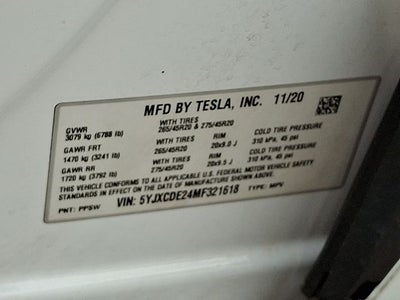 MFD BY TESLA, INC. 11/20
GVWR WITH TIRES
3079 kg (6788 lb) 265/45R20 & 275/45R20
GAWR FRT WITH TIRES RIM COLD TIRE PRESSURE
1470 kg (3241 lb) 265/45R20 20x9.0 J 310 kPa, 45 psi
GAWR RR WITH TIRES RIM COLD TIRE PRESSURE
1720 kg (3792 lb) 275/45R20 20x9.5 J 310 kPa, 45 psi
THIS VEHICLE CONFORMS TO ALL APPLICABLE U.S. FEDERAL MOTOR VEHICLE SAFETY
STANDARDS IN EFFECT ON THE DATE OF MANUFACTURE SHOWN ABOVE.
PNT: PPSW VIN: 5YJXCDE24MF321618 TYPE: MPV